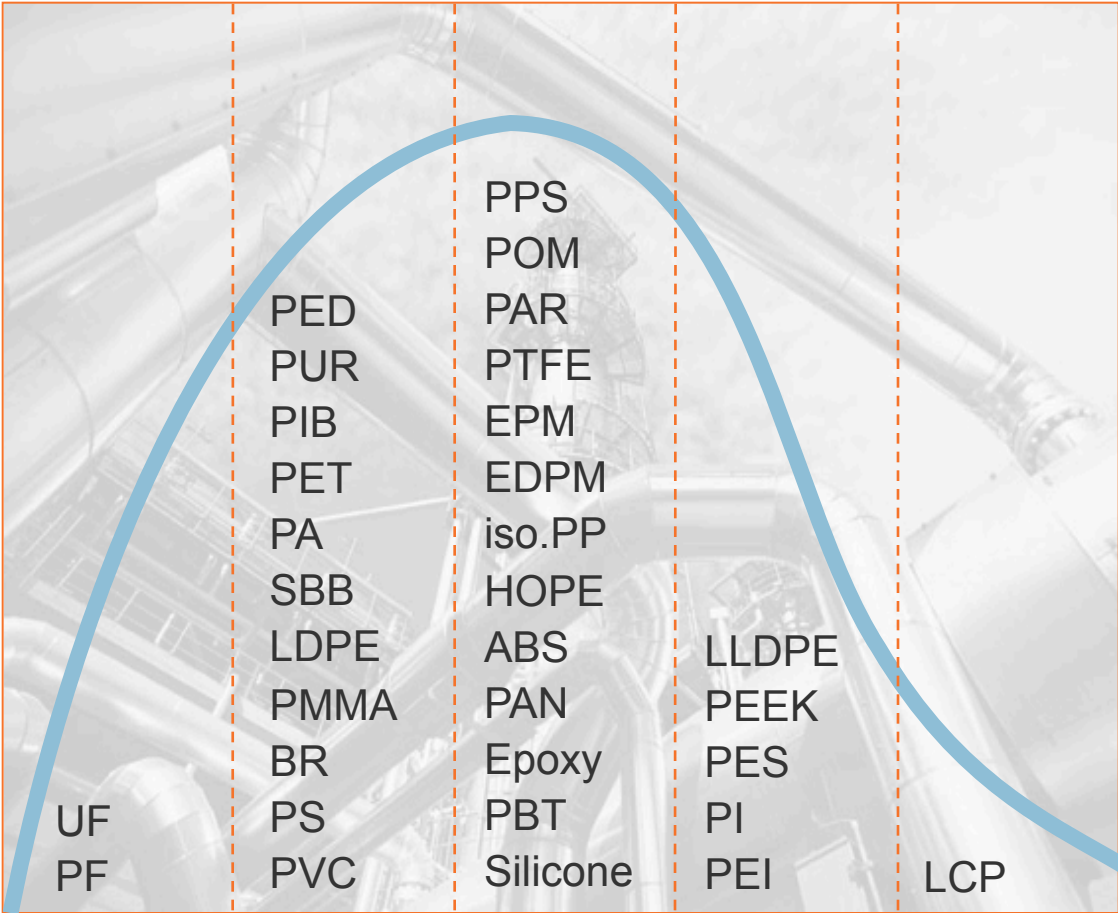 UF
PF
PED
PUR
PIB
PET
PA
SBB
LDPE
PMMA
BR
PS
PVC
PPS
POM
PAR
PTFE
EPM
EDPM
iso.PP
HOPE
ABS
PAN
Epoxy
PBT
Silicone
LLDPE
PEEK
PES
PI
PEI
LCP